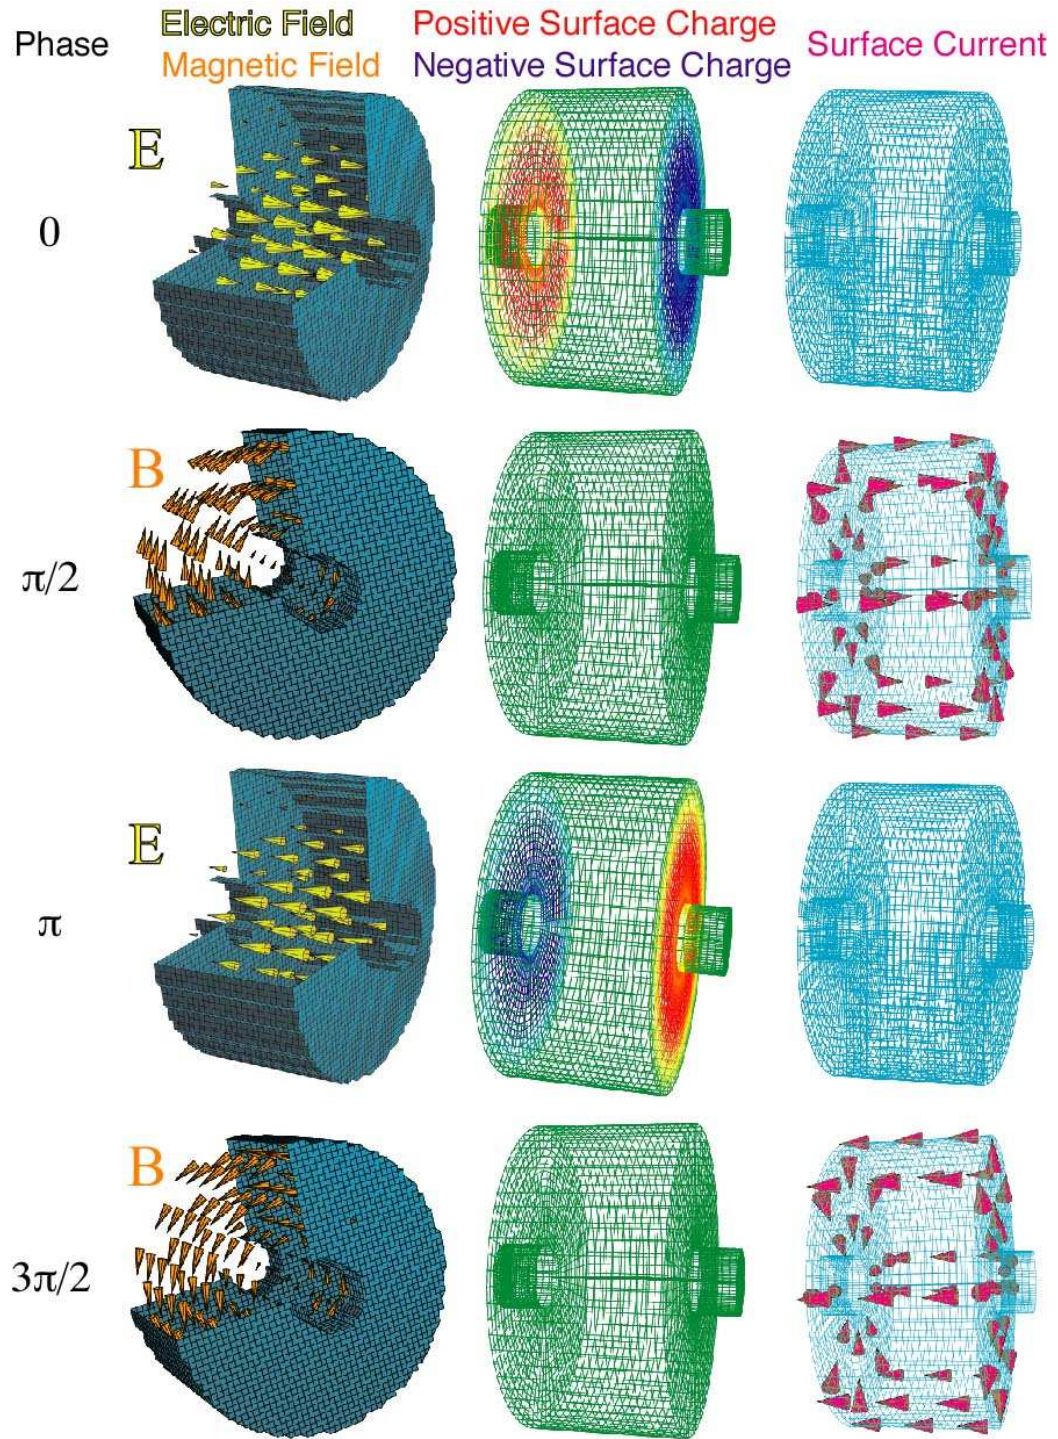 Phase
Electric Field
Magnetic Field
Positive Surface Charge
Negative Surface Charge
Surface Current
E
0
B
π/2
E
π
B
3π/2